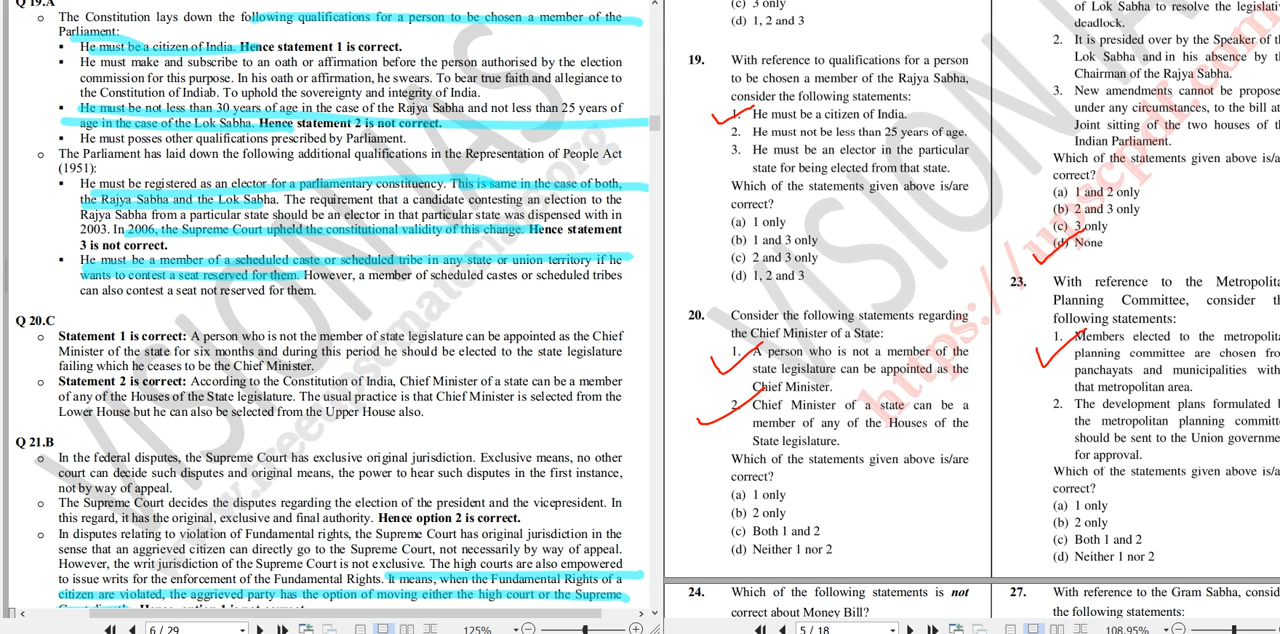 Q 19.A
o The Constitution lays down the following qualifications for a person to be chosen a member of the
Parliament:
▪ He must be a citizen of India. Hence statement 1 is correct.
▪ He must make and subscribe to an oath or affirmation before the person authorised by the election
commission for this purpose. In his oath or affirmation, he swears. To bear true faith and allegiance to
the Constitution of Indiab. To uphold the sovereignty and integrity of India.
▪ He must be not less than 30 years of age in the case of the Rajya Sabha and not less than 25 years of
age in the case of the Lok Sabha. Hence statement 2 is not correct.
▪ He must posses other qualifications prescribed by Parliament.
o The Parliament has laid down the following additional qualifications in the Representation of People Act
(1951):
▪ He must be registered as an elector for a parliamentary constituency. This is same in the case of both,
the Rajya Sabha and the Lok Sabha. The requirement that a candidate contesting an election to the
Rajya Sabha from a particular state should be an elector in that particular state was dispensed with in
2003. In 2006, the Supreme Court upheld the constitutional validity of this change. Hence statement
3 is not correct.
▪ He must be a member of a scheduled caste or scheduled tribe in any state or union territory if he
wants to contest a seat reserved for them. However, a member of scheduled castes or scheduled tribes
can also contest a seat not reserved for them.
Q 20.C
o Statement 1 is correct: A person who is not the member of state legislature can be appointed as the Chief
Minister of the state for six months and during this period he should be elected to the state legislature
failing which he ceases to be the Chief Minister.
o Statement 2 is correct: According to the Constitution of India, Chief Minister of a state can be a member
of any of the Houses of the State legislature. The usual practice is that Chief Minister is selected from the
Lower House but he can also be selected from the Upper House also.
Q 21.B
o In the federal disputes, the Supreme Court has exclusive original jurisdiction. Exclusive means, no other
court can decide such disputes and original means, the power to hear such disputes in the first instance,
not by way of appeal.
o The Supreme Court decides the disputes regarding the election of the president and the vicepresident. In
this regard, it has the original, exclusive and final authority. Hence option 2 is correct.
o In disputes relating to violation of Fundamental rights, the Supreme Court has original jurisdiction in the
sense that an aggrieved citizen can directly go to the Supreme Court, not necessarily by way of appeal.
However, the writ jurisdiction of the Supreme Court is not exclusive. The high courts are also empowered
to issue writs for the enforcement of the Fundamental Rights. It means, when the Fundamental Rights of a
citizen are violated, the aggrieved party has the option of moving either the high court or the Supreme
6 / 29
125%
(c) 3 only
(d) 1, 2 and 3
19. With reference to qualifications for a person
to be chosen a member of the Rajya Sabha,
consider the following statements:
1. He must be a citizen of India.
2. He must not be less than 25 years of age.
3. He must be an elector in the particular
state for being elected from that state.
Which of the statements given above is/are
correct?
(a) 1 only
(b) 1 and 3 only
(c) 2 and 3 only
(d) 1, 2 and 3
20. Consider the following statements regarding
the Chief Minister of a State:
1. A person who is not a member of the
state legislature can be appointed as the
Chief Minister.
2. Chief Minister of a state can be a
member of any of the Houses of the
State legislature.
Which of the statements given above is/are
correct?
(a) 1 only
(b) 2 only
(c) Both 1 and 2
(d) Neither 1 nor 2
24. Which of the following statements is not
correct about Money Bill?
of Lok Sabha to resolve the legislati
deadlock.
2. It is presided over by the Speaker of t
Lok Sabha and in his absence by t
Chairman of the Rajya Sabha.
3. New amendments cannot be propose
under any circumstances, to the bill a
Joint sitting of the two houses of t
Indian Parliament.
Which of the statements given above is/a
correct?
(a) 1 and 2 only
(b) 2 and 3 only
(c) 3 only
(d) None
23. With reference to the Metropolita
Planning Committee, consider t
following statements:
1. Members elected to the metropolit
planning committee are chosen fro
panchayats and municipalities with
that metropolitan area.
2. The development plans formulated
the metropolitan planning committ
should be sent to the Union governme
for approval.
Which of the statements given above is/a
correct?
(a) 1 only
(b) 2 only
(c) Both 1 and 2
(d) Neither 1 nor 2
27. With reference to the Gram Sabha, consid
the following statements:
5 / 18
108.95%
VISION IAS
www.freeupscmaterials.org
VISION
https://upscpdf.com